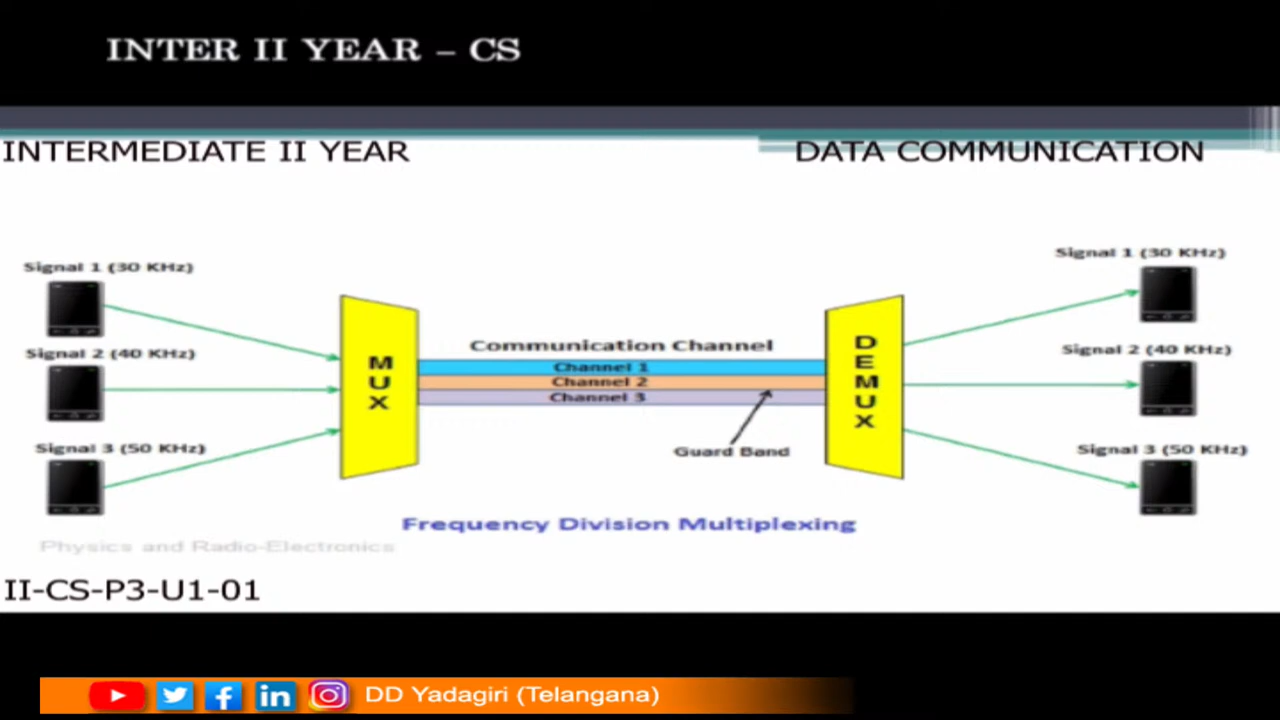 INTER II YEAR – CS
INTERMEDIATE II YEAR
DATA COMMUNICATION
Signal 1 (30 KHz)
Signal 2 (40 KHz)
Signal 3 (50 KHz)
MUX
Communication Channel
Channel 1
Channel 2
Channel 3
Guard Band
DEMUX
Signal 1 (30 KHz)
Signal 2 (40 KHz)
Signal 3 (50 KHz)
Frequency Division Multiplexing
Physics and Radio-Electronics
II-CS-P3-U1-01
DD Yadagiri (Telangana)